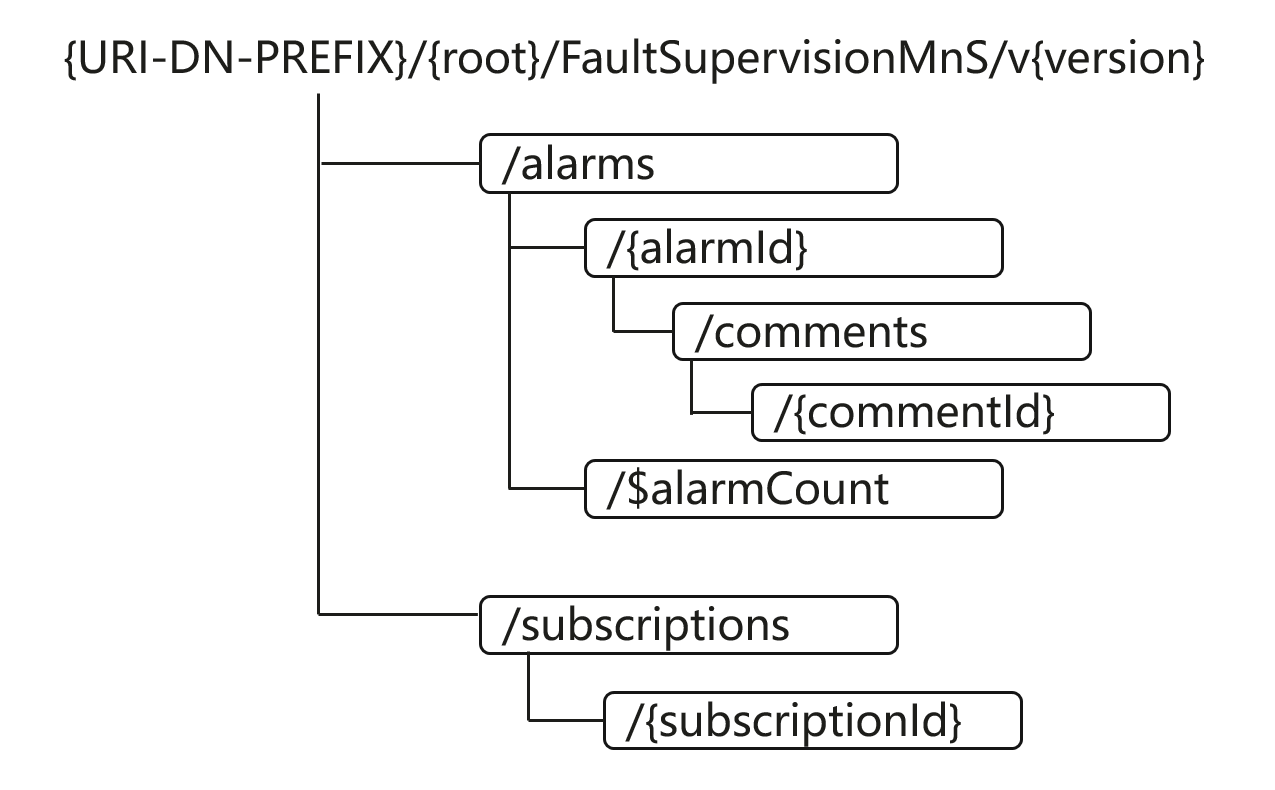 {URI-DN-PREFIX}/{root}/FaultSupervisionMnS/v{version}
/alarms
/{alarmId}
/comments
/{commentId}
/$alarmCount
/subscriptions
/{subscriptionId}